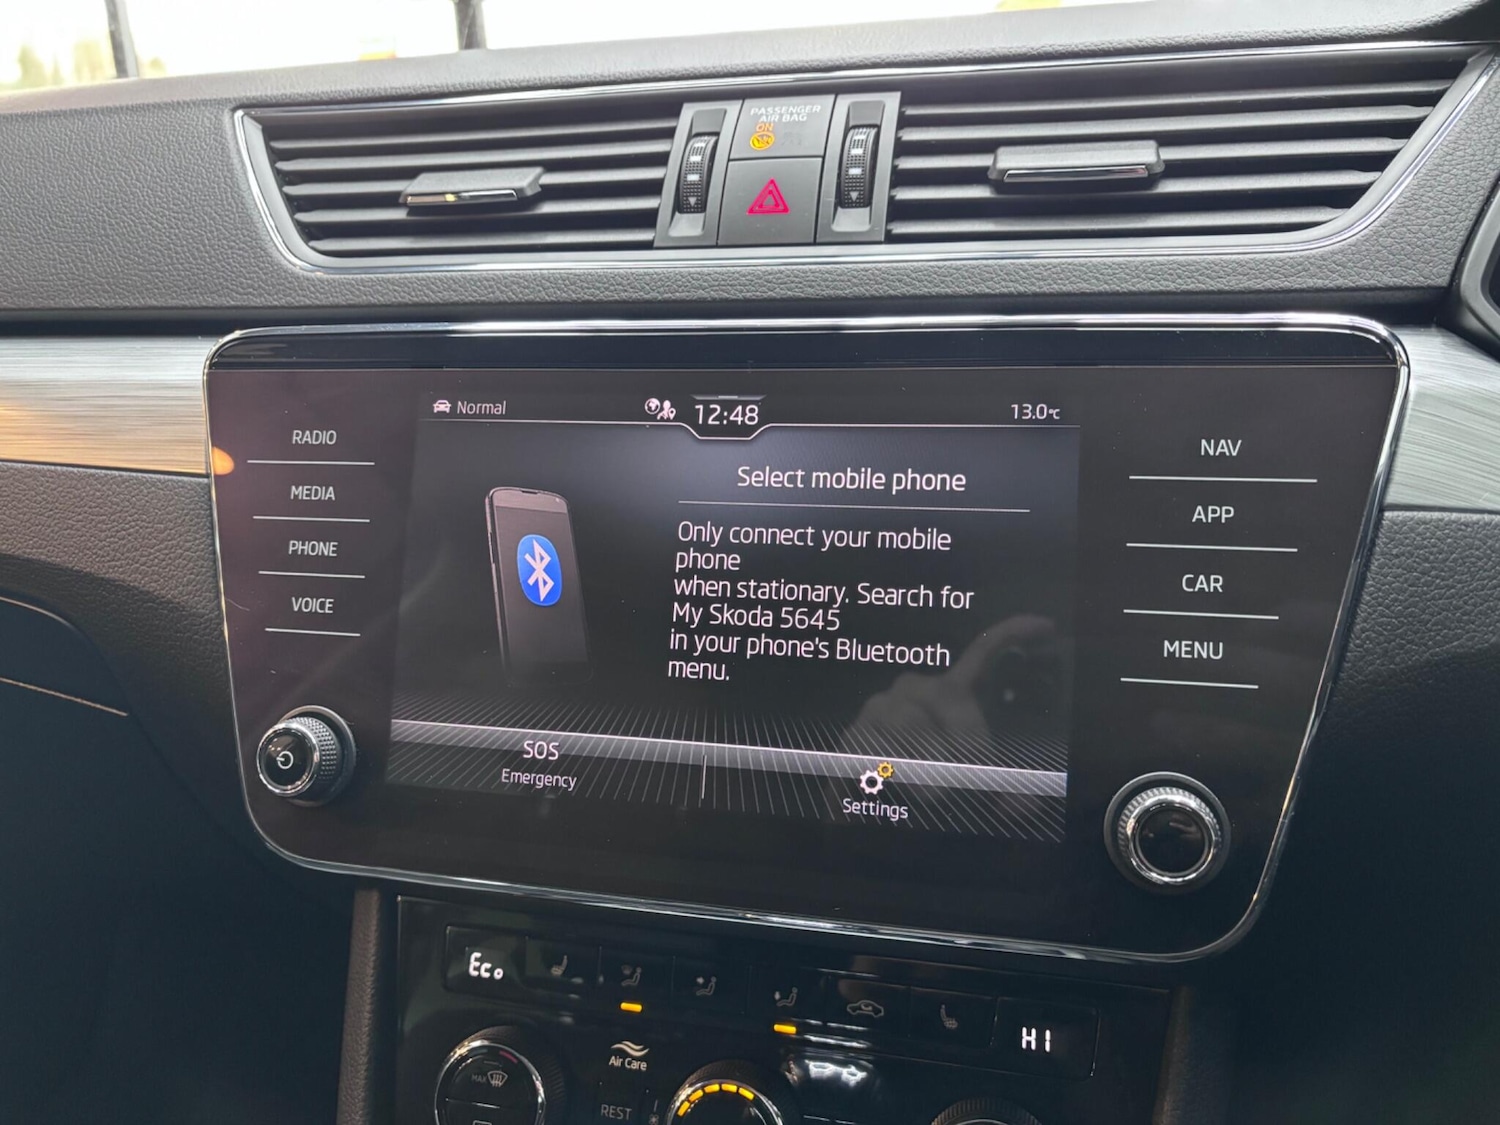 PASSENGER
AIR BAG
ON
Normal
12:48
13.0°C
RADIO
MEDIA
PHONE
VOICE
Select mobile phone
Only connect your mobile
phone
when stationary. Search for
My Skoda 5645
in your phone's Bluetooth
menu.
SOS
Emergency
Settings
NAV
APP
CAR
MENU
Eco
HI
Air Care
MAX
REST